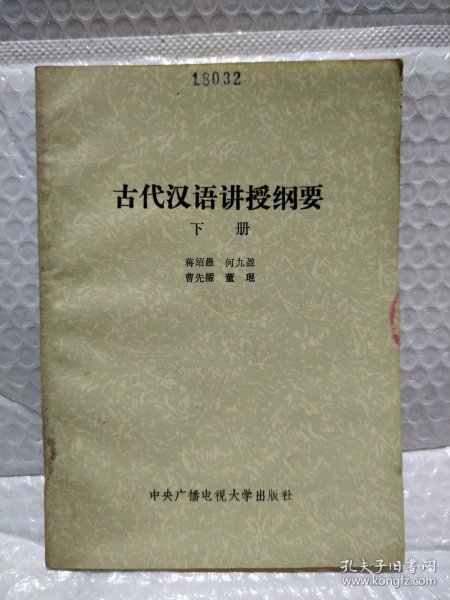 18032
古代汉语讲授纲要
下 册
蒋绍愚 何九盈
曹先擢 董 琨
中央广播电视大学出版社
孔夫子旧书网
www.kongfz.com